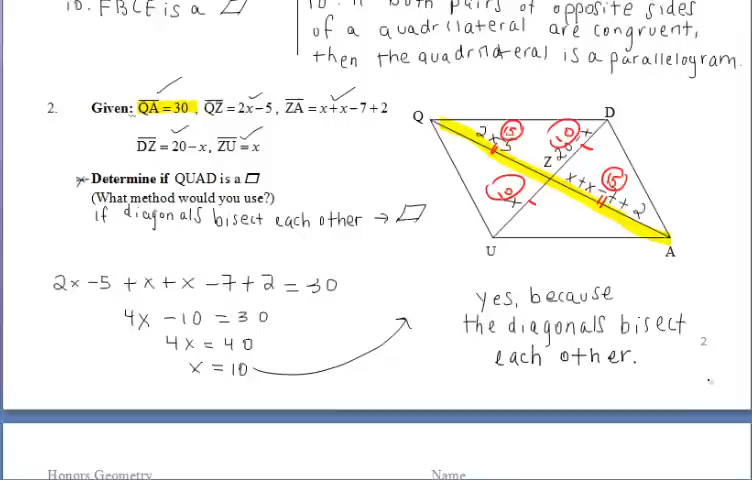 10. FBCE is a ▱
10. If both pairs of opposite sides
of a quadrilateral are congruent,
then the quadrilateral is a parallelogram.
2. Given: QA = 30, QZ = 2x-5, ZA = x+x-7+2
DZ = 20-x, ZU = x
Determine if QUAD is a ▱
(What method would you use?)
If diagonals bisect each other → ▱
Q
D
2x-5
15
10
20-x
Z
10
x
x+x-7+2
15
U
A
2x -5 + x + x -7+2 = 30
4x -10 = 30
4x = 40
x = 10
yes, because
the diagonals bisect
each other.
2
Honors Geometry
Name